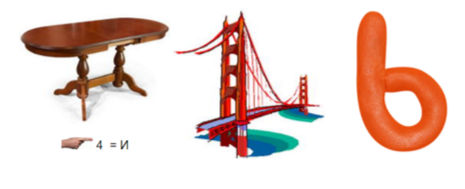 4 = И
ь